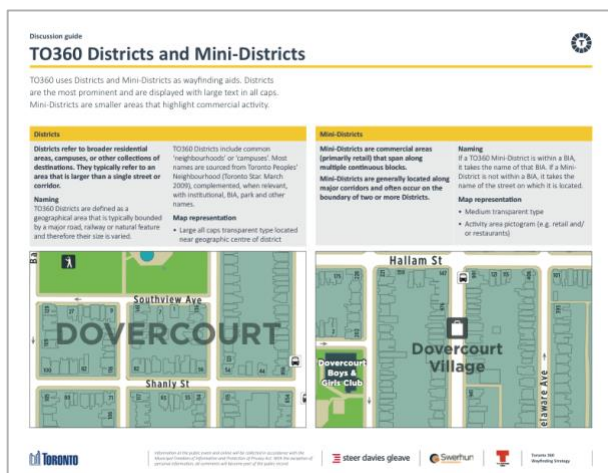 Discussion guide
TO360 Districts and Mini-Districts
TO360 uses Districts and Mini-Districts as wayfinding aids. Districts
are the most prominent and are displayed with large text in all caps.
Mini-Districts are smaller areas that highlight commercial activity.
Districts
Districts refer to broader residential
areas, campuses, or other collections of
destinations. They typically refer to an
area that is larger than a single street or
corridor.
Naming
TO360 Districts are defined as a
geographical area that is typically bounded
by a major road, railway or natural feature
and therefore their size is varied.
TO360 Districts include common
'neighbourhoods' or 'campuses'. Most
names are sourced from Toronto Peoples'
Neighbourhood (Toronto Star. March
2009), complemented, when relevant,
with institutional, BIA, park and other
names.
Map representation
• Large all caps transparent type located
near geographic centre of district
Mini-Districts
Mini-Districts are commercial areas
(primarily retail) that span along
multiple continuous blocks.
Mini-Districts are generally located along
major corridors and often occur on the
boundary of two or more Districts.
Naming
If a TO360 Mini-District is within a BIA,
it takes the name of that BIA. If a Mini-
District is not within a BIA, it takes the
name of the street on which it is located.
Map representation
• Medium transparent type
• Activity area pictogram (e.g. retail and/
or restaurants)
Southview Ave
DOVERCOURT
Shanly St
Hallam St
Dovercourt
Village
Dovercourt
Boys &
Girls Club
elaware Ave
TORONTO
steer davies gleave
T
Toronto 360
Wayfinding Strategy